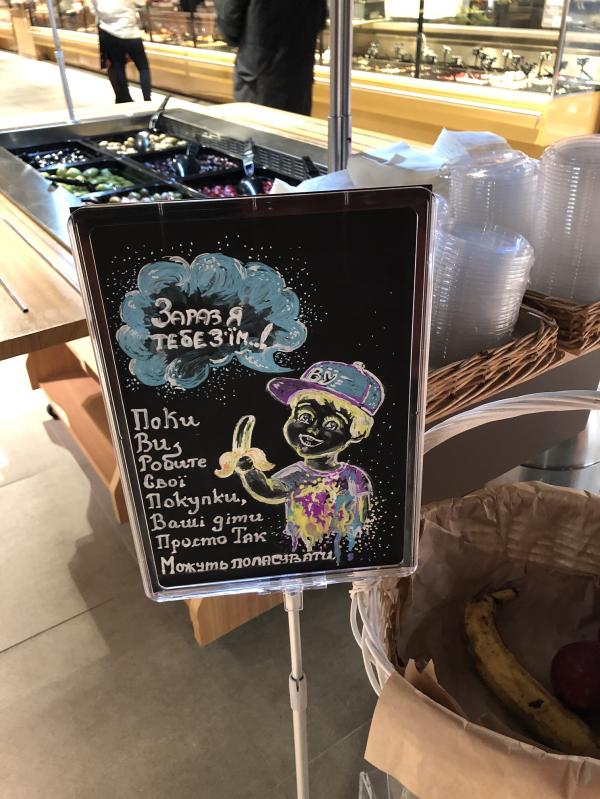 Зараз я
тебе з'їм..!
Поки
Ви
Робите
Свої
Покупки,
Ваші діти
Просто Так
Можуть поласувати